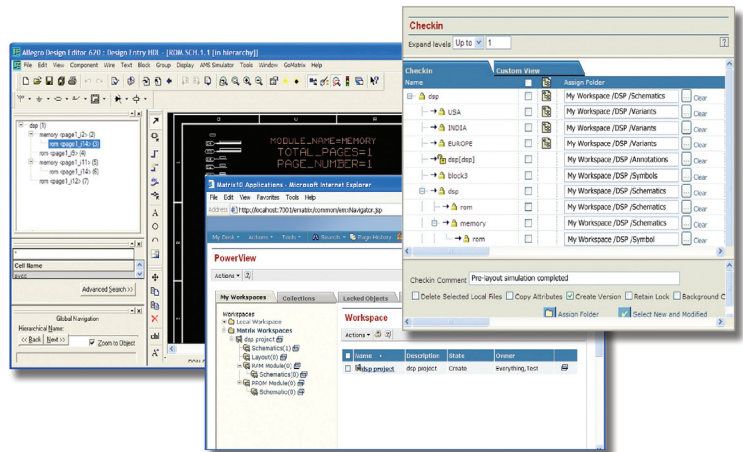 Allegro Design Editor 620 : Design Entry HDL - [ROM.SCH.1.1 [in hierarchy]]
File Edit View Component Wire Text Block Group Display AMS Simulator Tools Window GoMatrix Help
dsp (1)
memory <page1_i2> (2)
rom <page1_i14> (3)
rom <page1_i9> (4)
memory <page1_i11> (5)
rom <page1_i14> (6)
rom <page1_i12> (7)
Cell Name
Advanced Search>>
Global Navigation
Hierarchical Name:
<< Back Next>> Zoom to Object
MODULE_NAME=MEMORY
TOTAL_PAGES=1
PAGE_NUMBER=1
Matrix10 Applications - Microsoft Internet Explorer
File Edit View Favorites Tools Help
Address http://localhost:7001/ematrix/common/emxNavigator.jsp
My Desk Actions Tools Search Page History
PowerView
Actions
My Workspaces Collections Locked Objects
Workspaces
Local Workspace
Matrix Workspaces
dsp project
Schematics(1)
Layout(0)
RAM Module(0)
Schematics(0)
PROM Module(0)
Schematic(0)
Workspace
Actions
Name Description State Owner
dsp project dsp project Create Everything,Test
Checkin
Expand levels Up to 1
Checkin Custom View
Name Assign Folder
dsp My Workspace /DSP /Schematics ... Clear
USA My Workspace /DSP /Variants ... Clear
INDIA My Workspace /DSP /Variants ... Clear
EUROPE My Workspace /DSP /Variants ... Clear
dsp[dsp] My Workspace /DSP /Annotations ... Clear
block3 My Workspace /DSP /Symbols ... Clear
dsp My Workspace /DSP /Schematics ... Clear
rom My Workspace /DSP /Schematics ... Clear
memory My Workspace /DSP /Schematics ... Clear
rom My Workspace /DSP /Symbol ... Clear
Checkin Comment Pre-layout simulation completed
Delete Selected Local Files Copy Attributes Create Version Retain Lock Background C
Assign Folder Select New and Modified